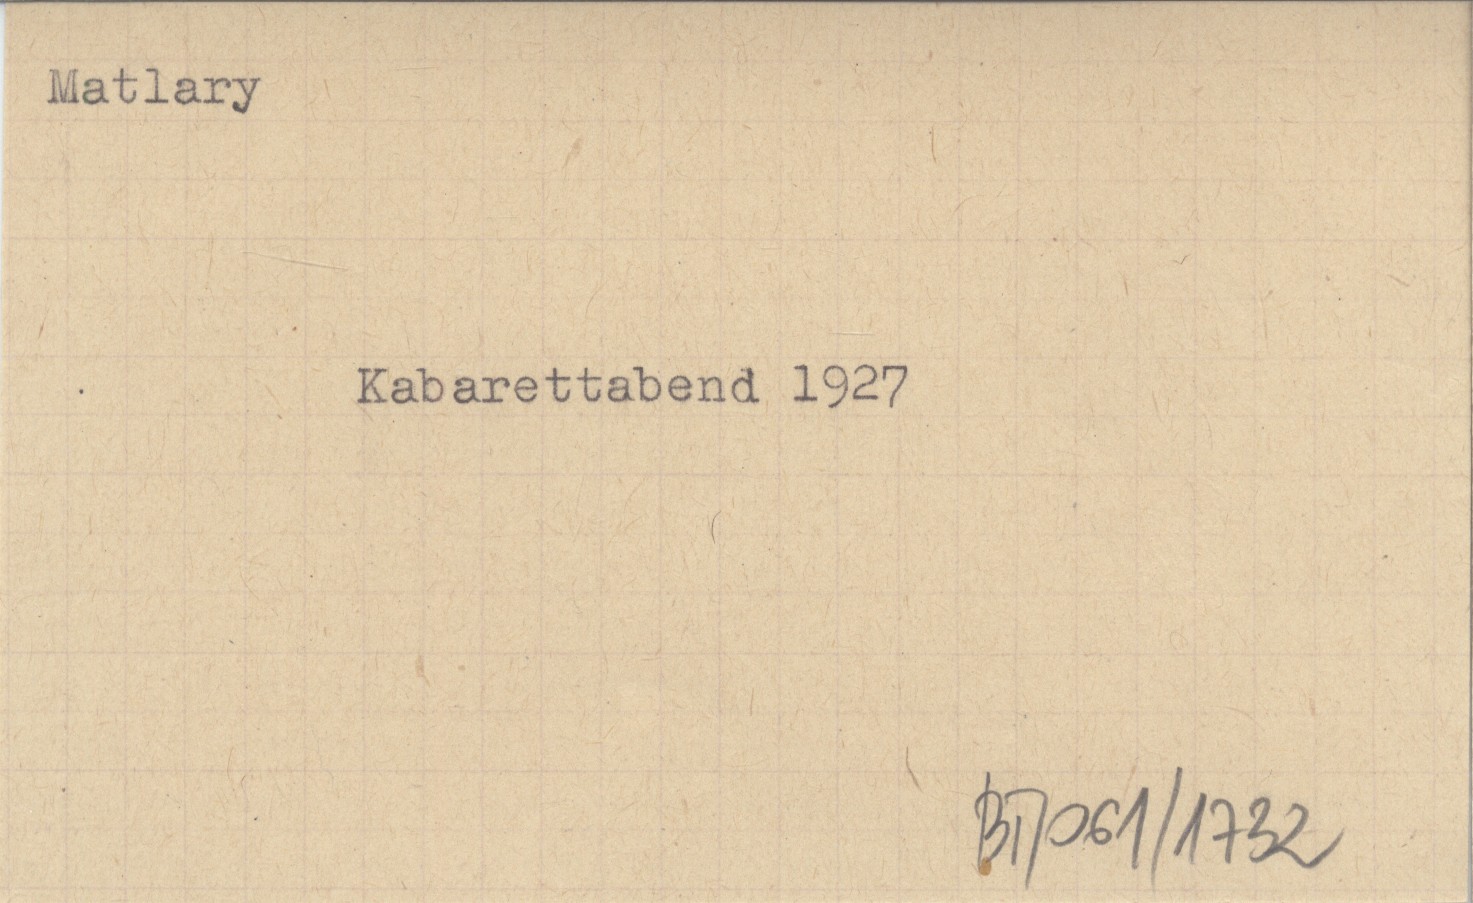 Matlary
Kabarettabend 1927
BT/061/1732